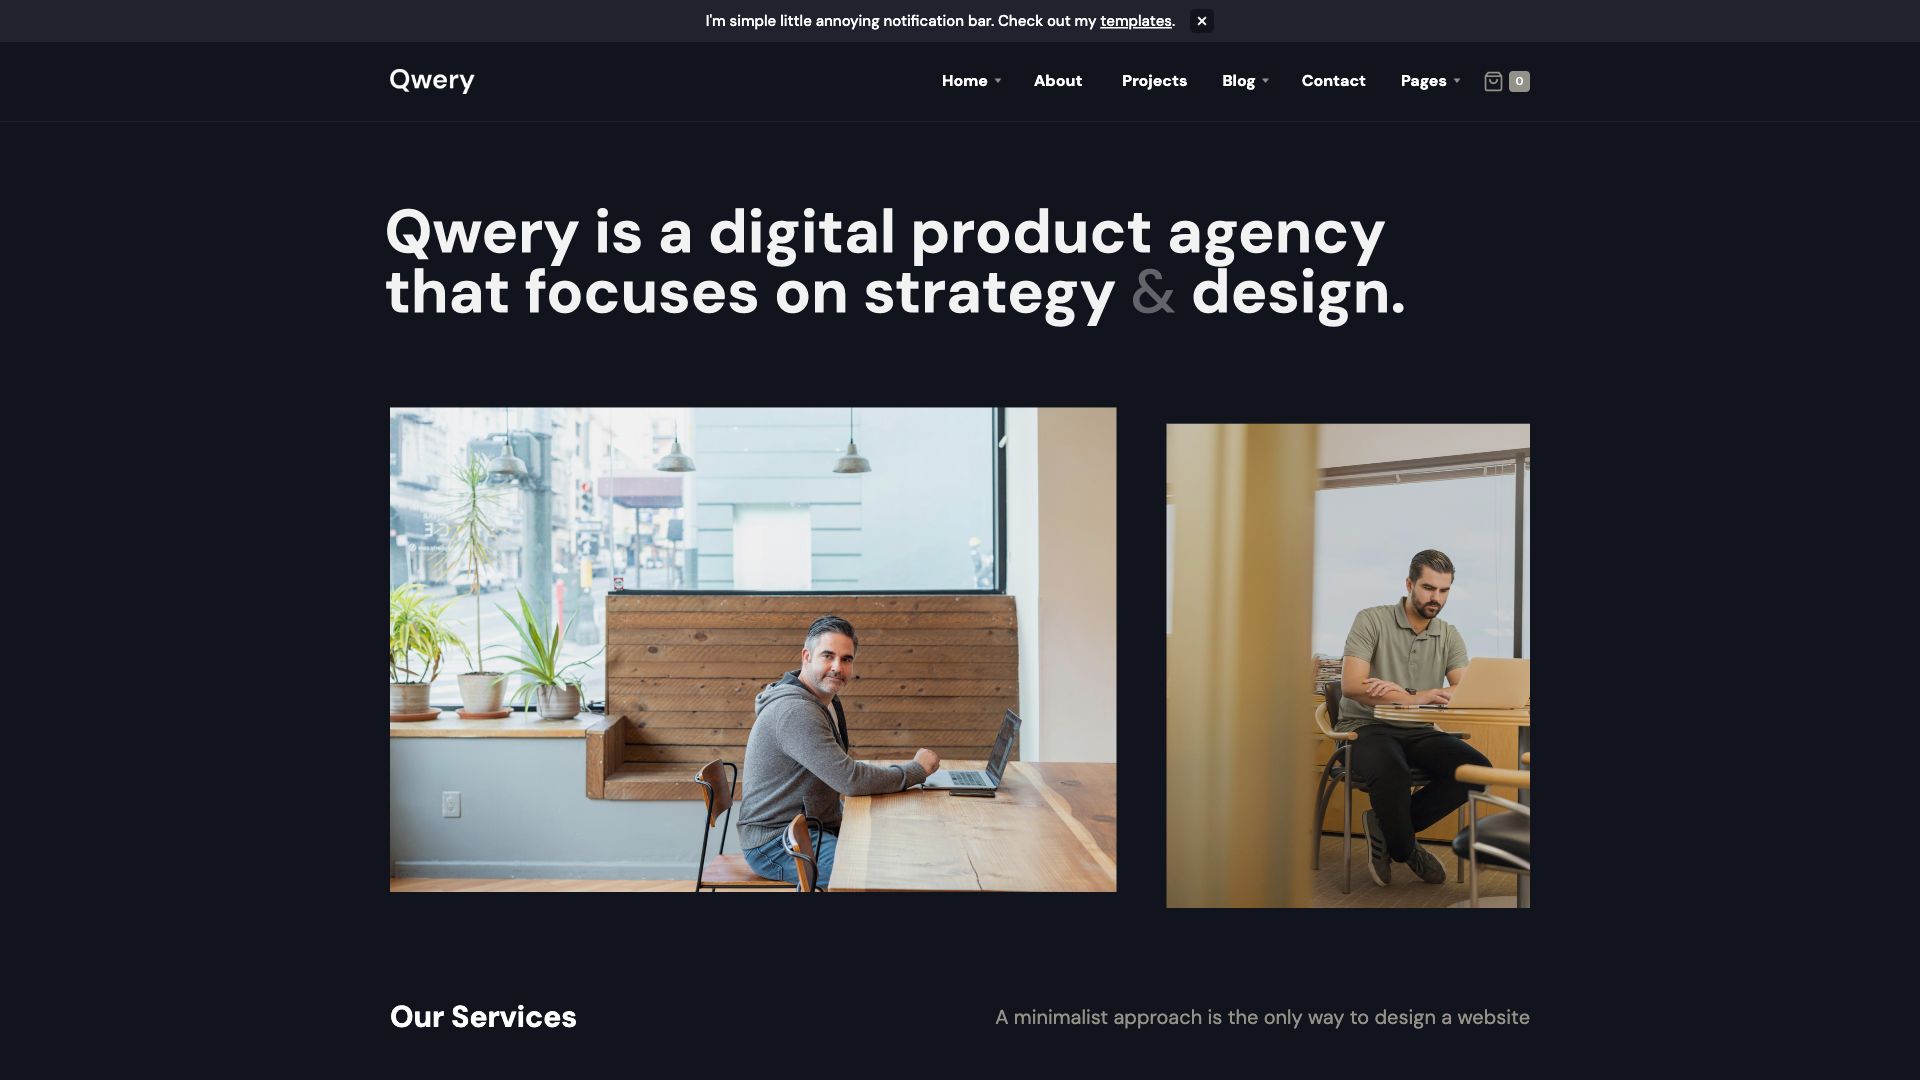 I'm simple little annoying notification bar. Check out my templates.
Qwery
Home
About
Projects
Blog
Contact
Pages
0
Qwery is a digital product agency
that focuses on strategy & design.
Our Services
A minimalist approach is the only way to design a website